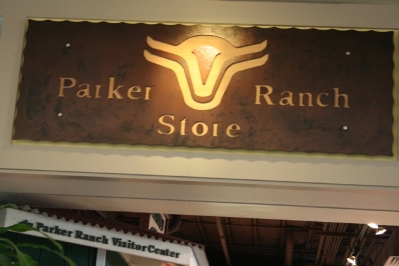 Parker Ranch
Store
Parker Ranch Visitor Center